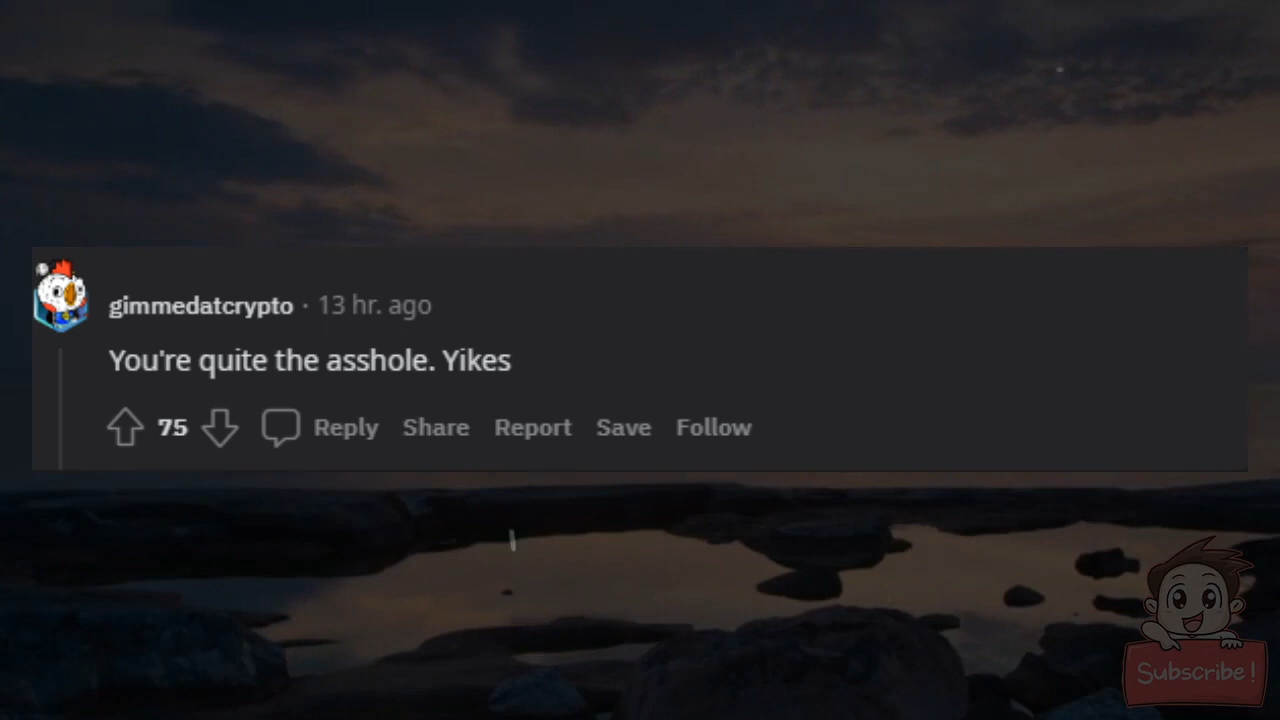 gimmedatcrypto · 13 hr. ago
You're quite the asshole. Yikes
75 Reply Share Report Save Follow
Subscribe!